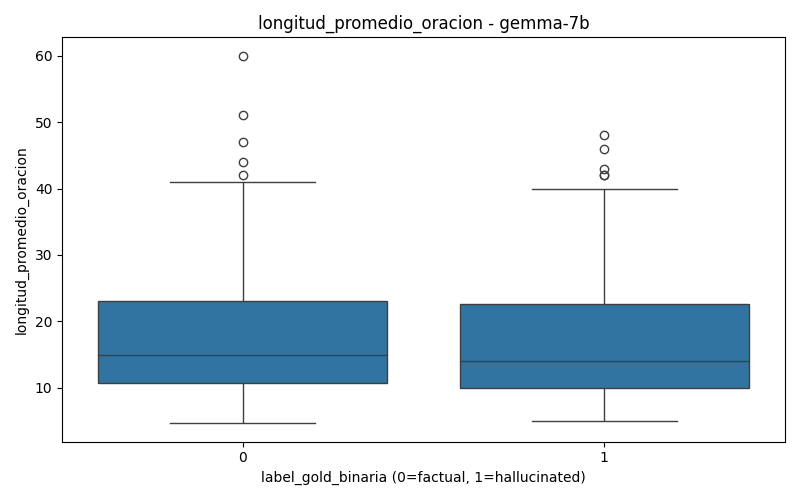 longitud_promedio_oracion - gemma-7b
longitud_promedio_oracion
60
50
40
30
20
10
0
1
label_gold_binaria (0=factual, 1=hallucinated)